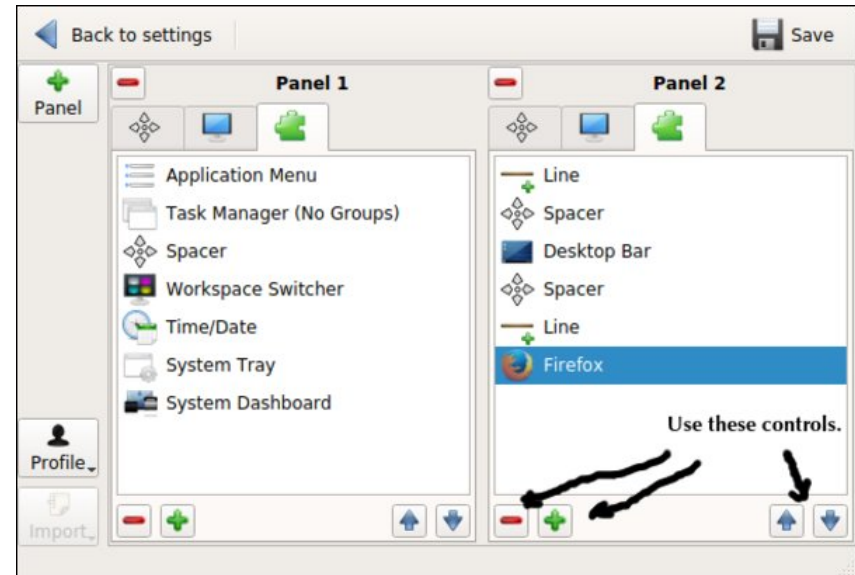 Back to settings
Save
Panel
Panel 1
Application Menu
Task Manager (No Groups)
Spacer
Workspace Switcher
Time/Date
System Tray
System Dashboard
Panel 2
Line
Spacer
Desktop Bar
Spacer
Line
Firefox
Use these controls.
Profile
Import